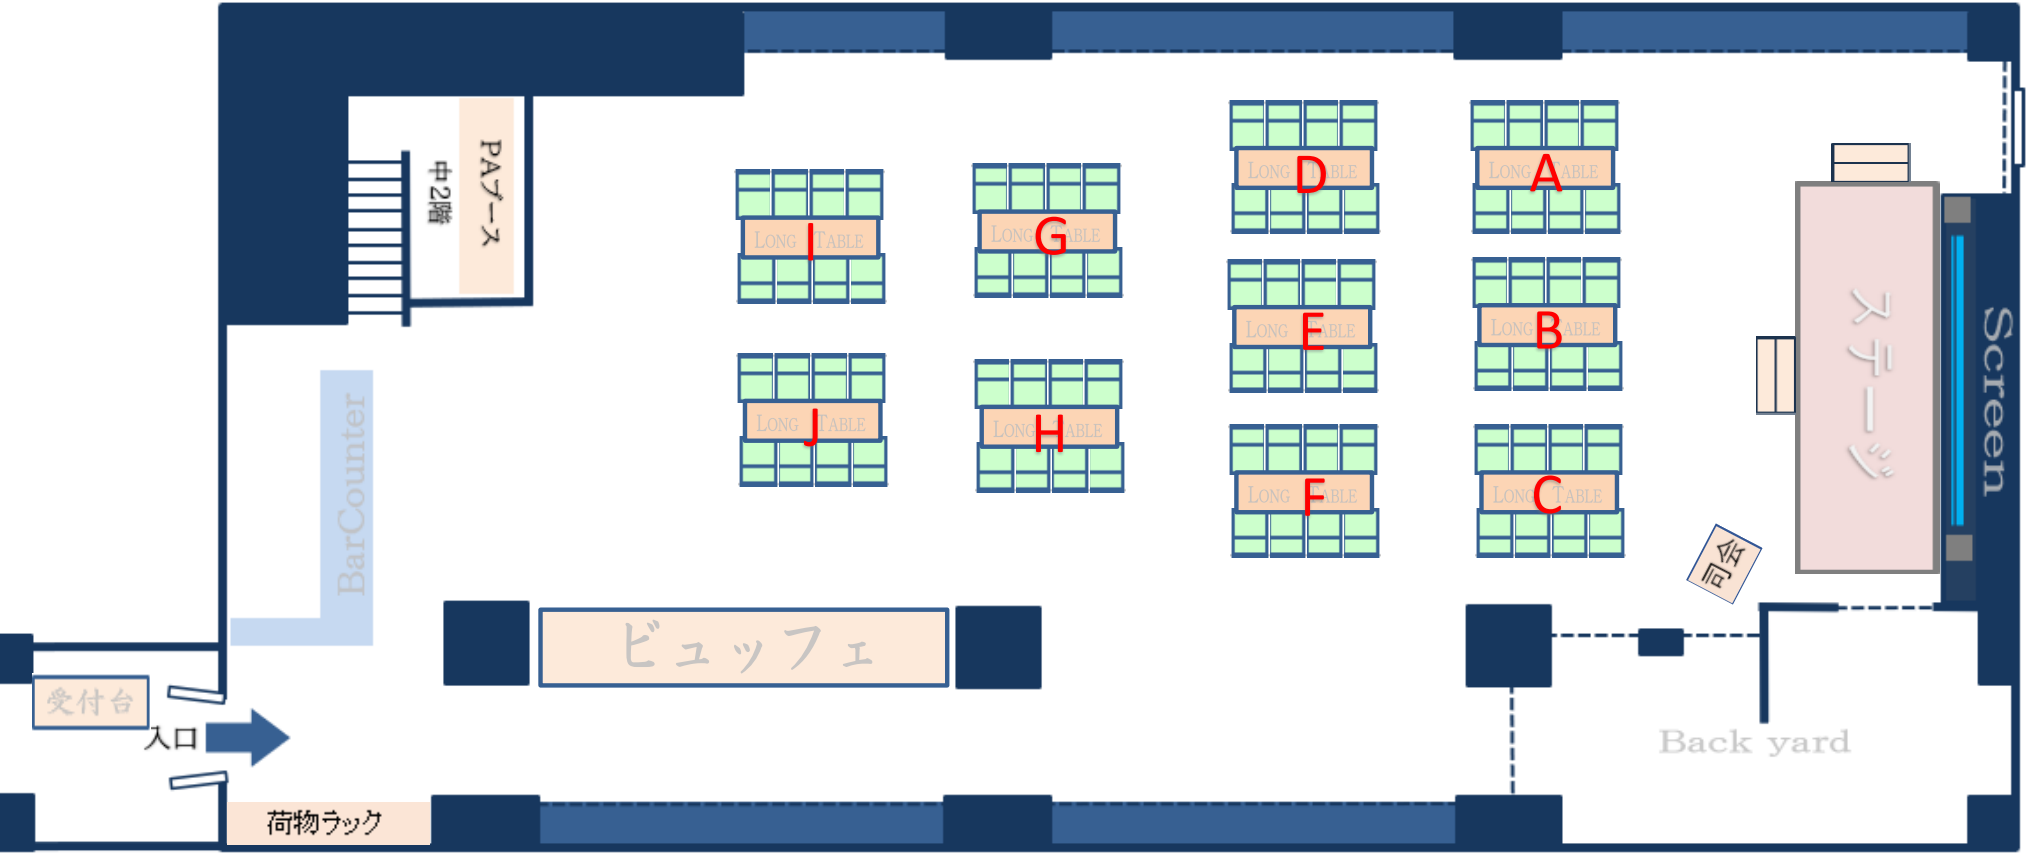 PAブース
中2階
LONG TABLE
D
LONG TABLE
A
LONG TABLE
I
LONG TABLE
G
LONG TABLE
E
LONG TABLE
B
ステージ
Screen
LONG TABLE
J
LONG TABLE
H
LONG TABLE
F
LONG TABLE
C
BarCounter
司会
ビュッフェ
受付台
入口
Back yard
荷物ラック